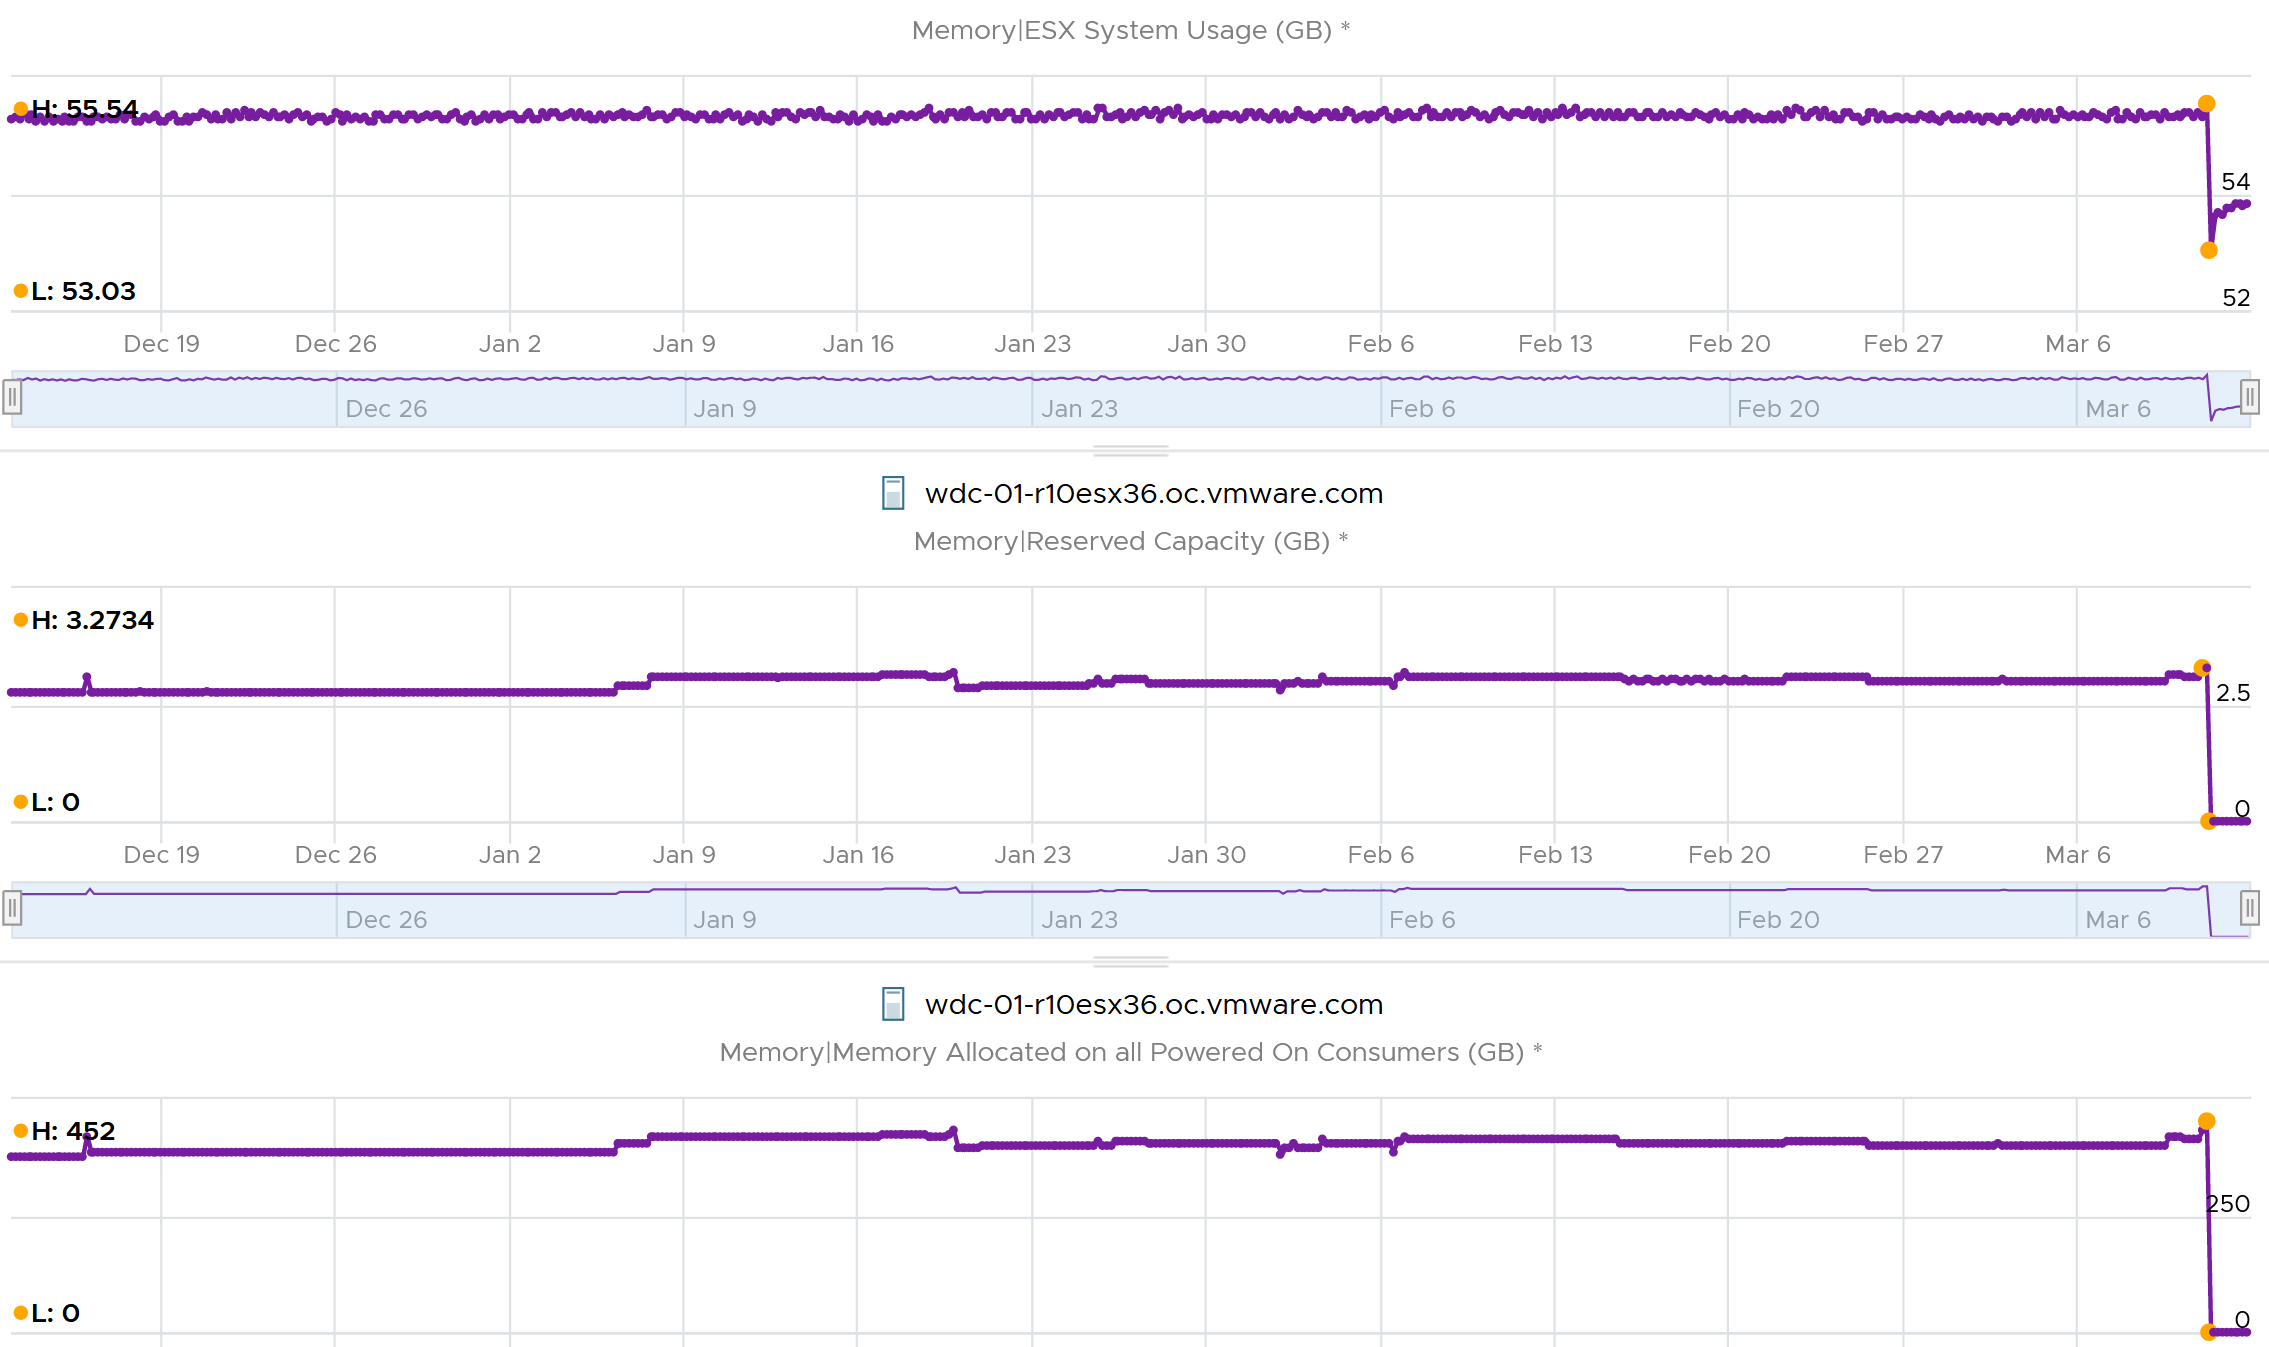 Memory|ESX System Usage (GB) *
H: 55.54
54
L: 53.03
52
Dec 19 Dec 26 Jan 2 Jan 9 Jan 16 Jan 23 Jan 30 Feb 6 Feb 13 Feb 20 Feb 27 Mar 6
Dec 26 Jan 9 Jan 23 Feb 6 Feb 20 Mar 6
wdc-01-r10esx36.oc.vmware.com
Memory|Reserved Capacity (GB) *
H: 3.2734
2.5
L: 0
0
Dec 19 Dec 26 Jan 2 Jan 9 Jan 16 Jan 23 Jan 30 Feb 6 Feb 13 Feb 20 Feb 27 Mar 6
Dec 26 Jan 9 Jan 23 Feb 6 Feb 20 Mar 6
wdc-01-r10esx36.oc.vmware.com
Memory|Memory Allocated on all Powered On Consumers (GB) *
H: 452
250
L: 0
0